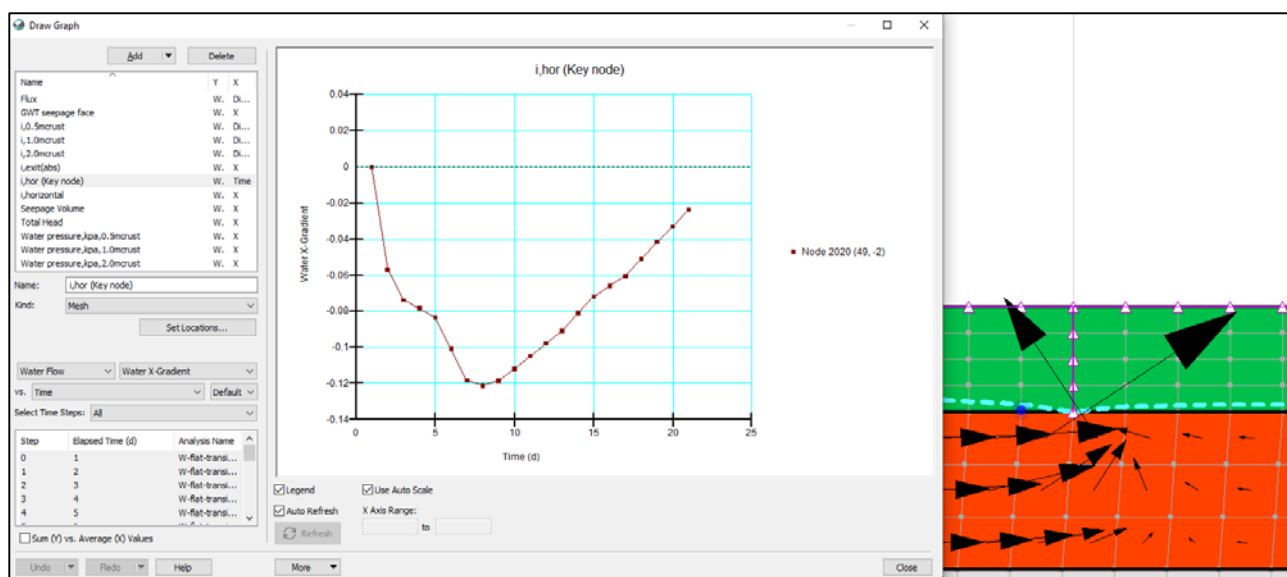 Draw Graph
Add
Delete
Name Y X
Flux W. Di...
GWT seepage face W. X
i,0.5mcrust W. Di...
i,1.0mcrust W. Di...
i,2.0mcrust W. Di...
i,exit(abs) W. X
i,hor (Key node) W. Time
i,horizontal W. X
Seepage Volume W. X
Total Head W. X
Water pressure,kpa,0.5mcrust W. X
Water pressure,kpa,1.0mcrust W. X
Water pressure,kpa,2.0mcrust W. X
Name: i,hor (Key node)
Kind: Mesh
Set Locations...
Water Flow Water X-Gradient
vs. Time Default
Select Time Steps: All
Step Elapsed Time (d) Analysis Name
0 1 W-flat-transi...
1 2 W-flat-transi...
2 3 W-flat-transi...
3 4 W-flat-transi...
4 5 W-flat-transi...
Sum (Y) vs. Average (X) Values
Undo Redo Help
i,hor (Key node)
Water X-Gradient
0.04
0.02
0
-0.02
-0.04
-0.06
-0.08
-0.1
-0.12
-0.14
0 5 10 15 20 25
Time (d)
Node 2020 (49, -2)
Legend Use Auto Scale
Auto Refresh X Axis Range:
Refresh to
More Close